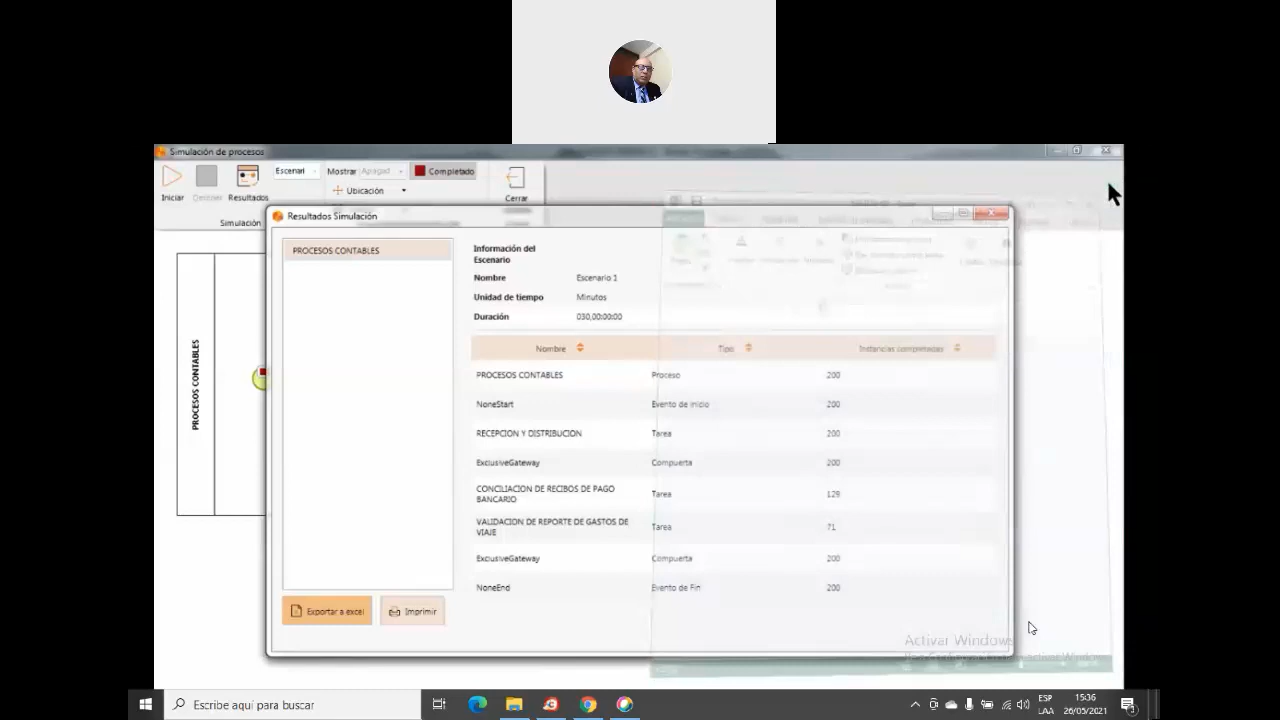 Simulación de procesos
Escenari
Mostrar Apagad
Completado
Ubicación
Iniciar
Resultados
Cerrar
Simulación
Resultados Simulación
PROCESOS CONTABLES
Información del
Escenario
Nombre Escenario 1
Unidad de tiempo Minutos
Duración 030,00:00:00
Nombre Tipo Instancias completadas
PROCESOS CONTABLES Proceso 200
NoneStart Evento de inicio 200
RECEPCION Y DISTRIBUCION Tarea 200
ExclusiveGateway Compuerta 200
CONCILIACION DE RECIBOS DE PAGO
BANCARIO Tarea 129
VALIDACION DE REPORTE DE GASTOS DE
VIAJE Tarea 71
ExclusiveGateway Compuerta 200
NoneEnd Evento de Fin 200
Exportar a excel
Imprimir
PROCESOS CONTABLES
Activar Windows
Escribe aquí para buscar
ESP
LAA
15:36
26/05/2021